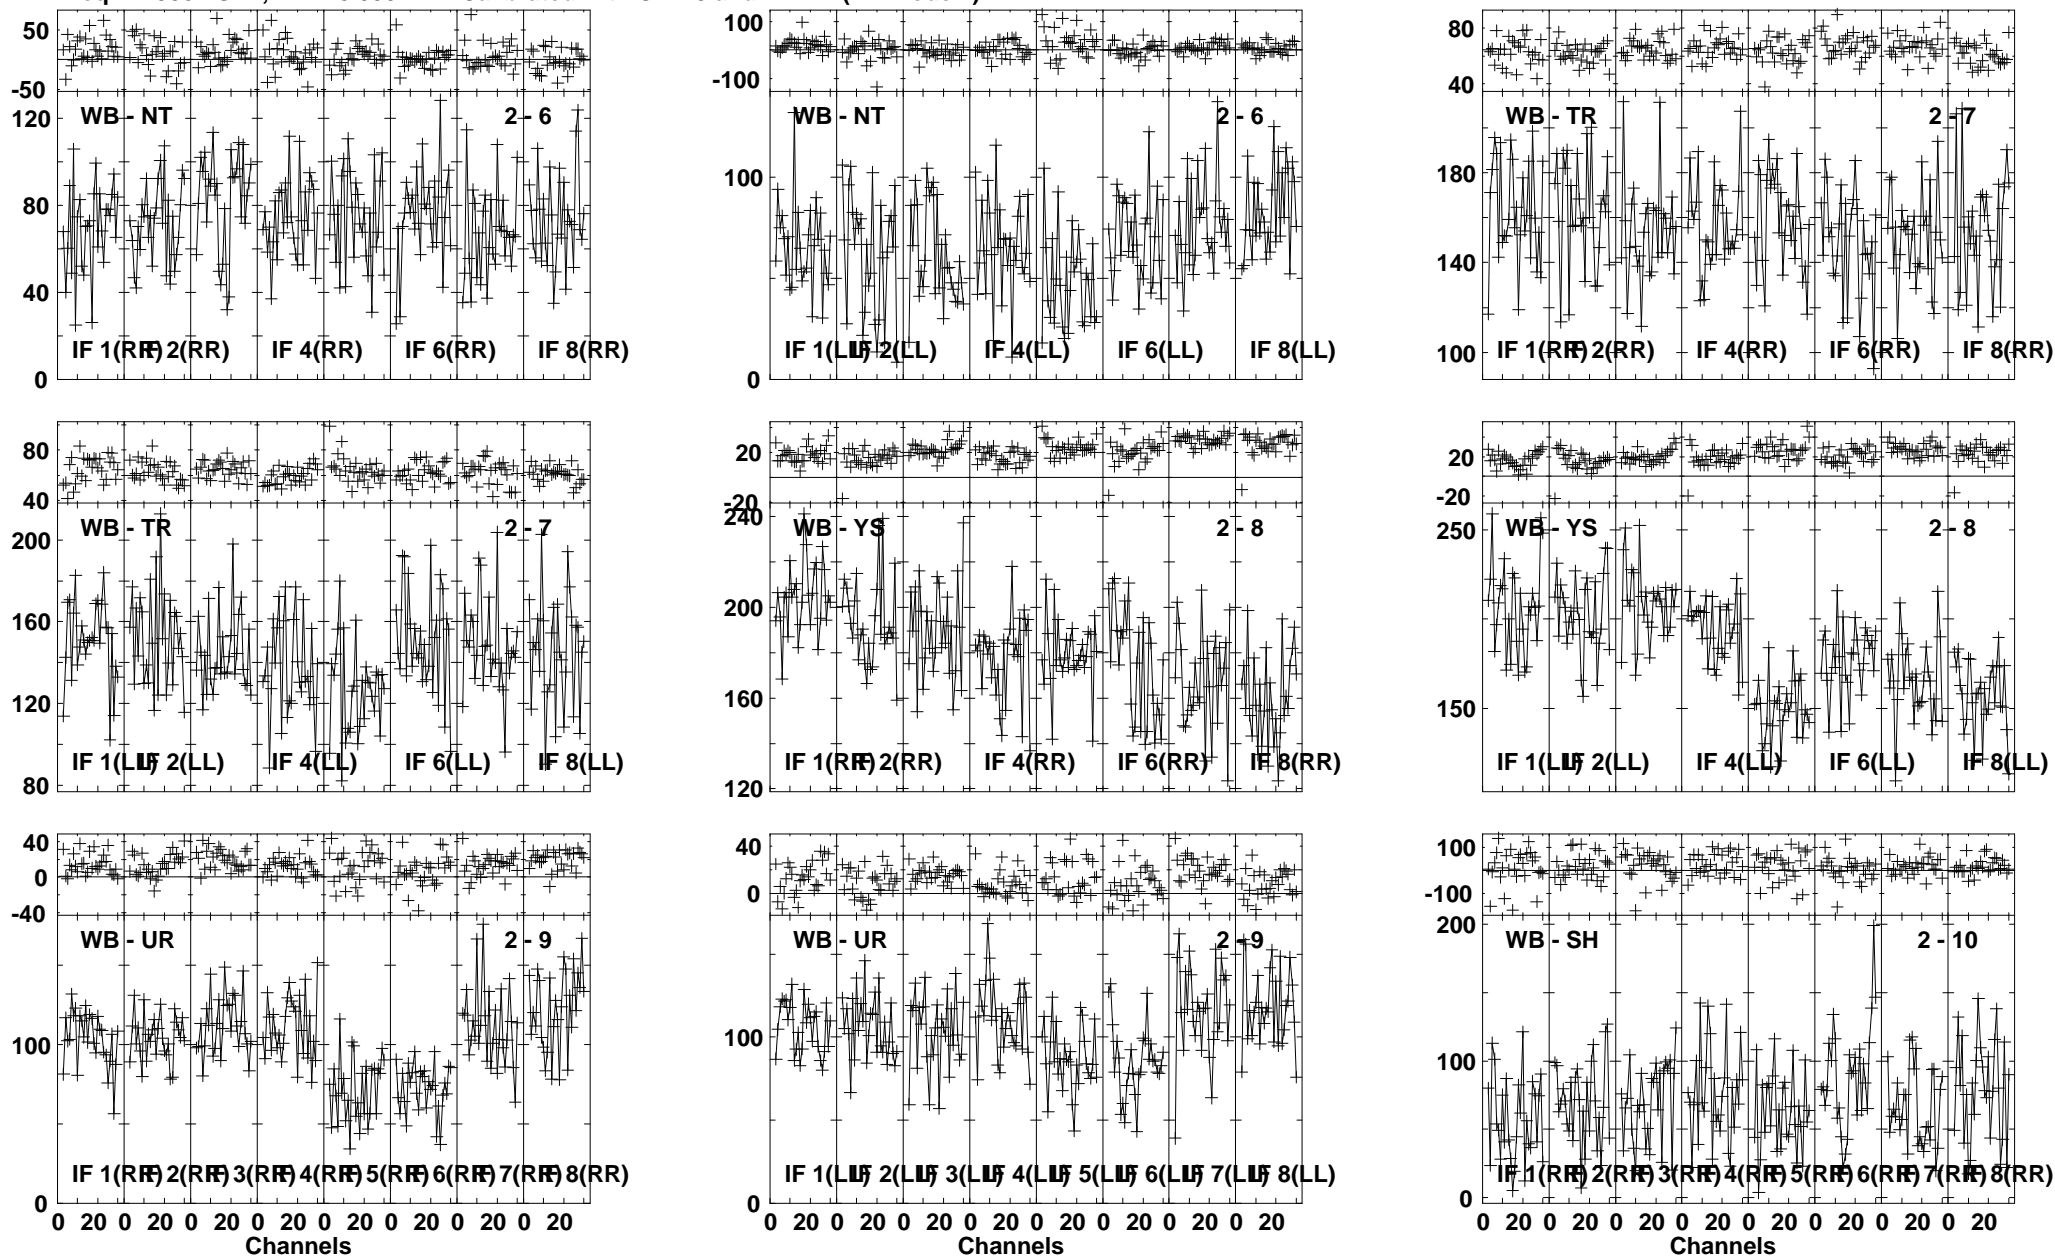 50
-50
120
80
40
0
WB - NT
2 - 6
IF 1(RR) IF 2(RR) IF 4(RR) IF 6(RR) IF 8(RR)
100
-100
100
0
WB - NT
2 - 6
IF 1(LL) IF 2(LL) IF 4(LL) IF 6(LL) IF 8(LL)
80
40
180
140
100
WB - TR
2 - 7
IF 1(RR) IF 2(RR) IF 4(RR) IF 6(RR) IF 8(RR)
80
40
200
160
120
80
WB - TR
2 - 7
IF 1(LL) IF 2(LL) IF 4(LL) IF 6(LL) IF 8(LL)
20
-20
240
200
160
120
WB - YS
2 - 8
IF 1(RR) IF 2(RR) IF 4(RR) IF 6(RR) IF 8(RR)
20
-20
250
150
WB - YS
2 - 8
IF 1(LL) IF 2(LL) IF 4(LL) IF 6(LL) IF 8(LL)
40
0
-40
100
0
WB - UR
2 - 9
IF 1(RR) IF 2(RR) IF 3(RR) IF 4(RR) IF 5(RR) IF 6(RR) IF 7(RR) IF 8(RR)
0 20 0 20 0 20 0 20 0 20 0 20 0 20 0 20
Channels
40
0
100
0
WB - UR
2 - 9
IF 1(LL) IF 2(LL) IF 3(LL) IF 4(LL) IF 5(LL) IF 6(LL) IF 7(LL) IF 8(LL)
0 20 0 20 0 20 0 20 0 20 0 20 0 20 0 20
Channels
100
-100
200
100
0
WB - SH
2 - 10
IF 1(RR) IF 2(RR) IF 3(RR) IF 4(RR) IF 5(RR) IF 6(RR) IF 7(RR) IF 8(RR)
0 20 0 20 0 20 0 20 0 20 0 20 0 20 0 20
Channels